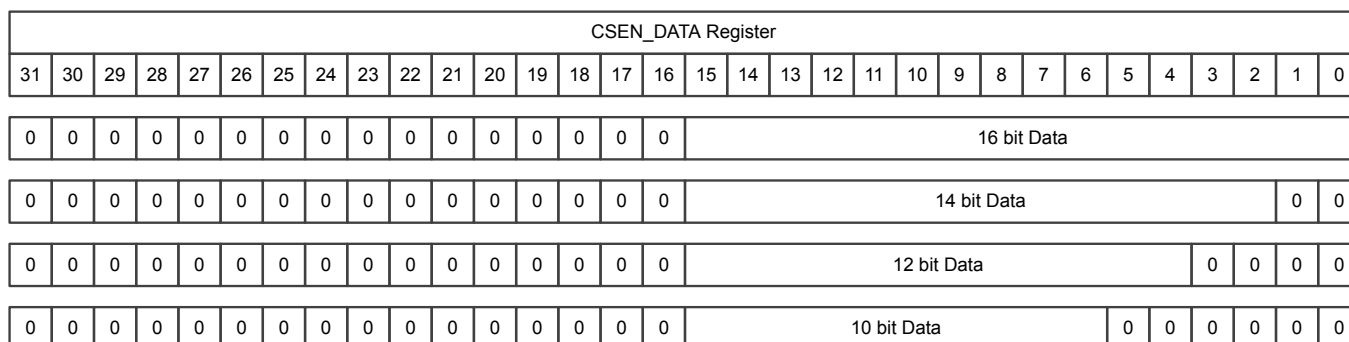 CSEN_DATA Register
31 30 29 28 27 26 25 24 23 22 21 20 19 18 17 16 15 14 13 12 11 10 9 8 7 6 5 4 3 2 1 0
0 0 0 0 0 0 0 0 0 0 0 0 0 0 0 0 16 bit Data
0 0 0 0 0 0 0 0 0 0 0 0 0 0 0 0 14 bit Data 0 0
0 0 0 0 0 0 0 0 0 0 0 0 0 0 0 0 12 bit Data 0 0 0 0
0 0 0 0 0 0 0 0 0 0 0 0 0 0 0 0 10 bit Data 0 0 0 0 0 0